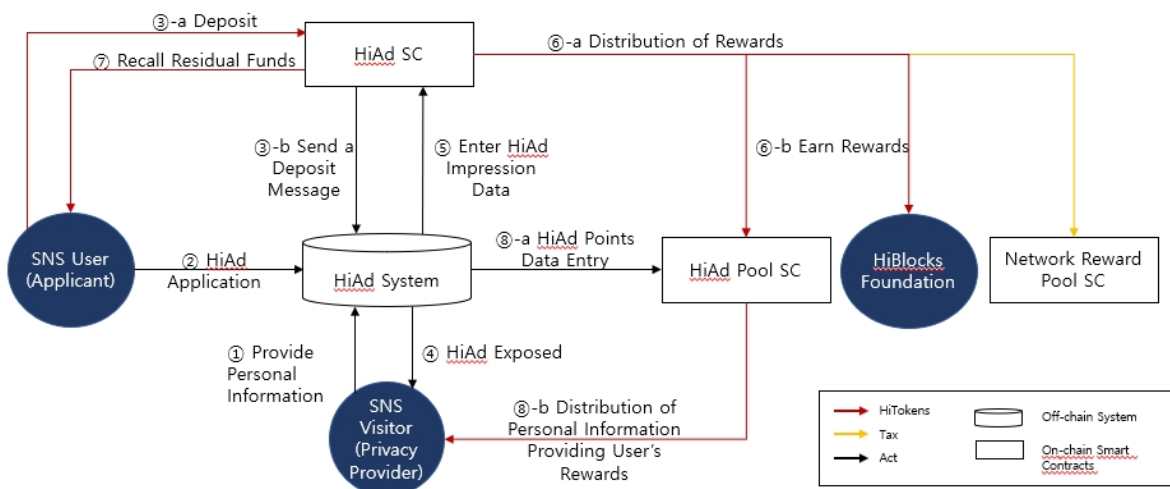 ③-a Deposit
HiAd SC
⑥-a Distribution of Rewards
⑦ Recall Residual Funds
③-b Send a
Deposit
Message
⑤ Enter HiAd
Impression
Data
⑥-b Earn Rewards
SNS User
(Applicant)
② HiAd
Application
HiAd System
⑧-a HiAd Points
Data Entry
HiAd Pool SC
HiBlocks
Foundation
Network Reward
Pool SC
① Provide
Personal
Information
④ HiAd Exposed
SNS
Visitor
(Privacy
Provider)
⑧-b Distribution of
Personal Information
Providing User's
Rewards
HiTokens
Tax
Act
Off-chain System
On-chain Smart
Contracts